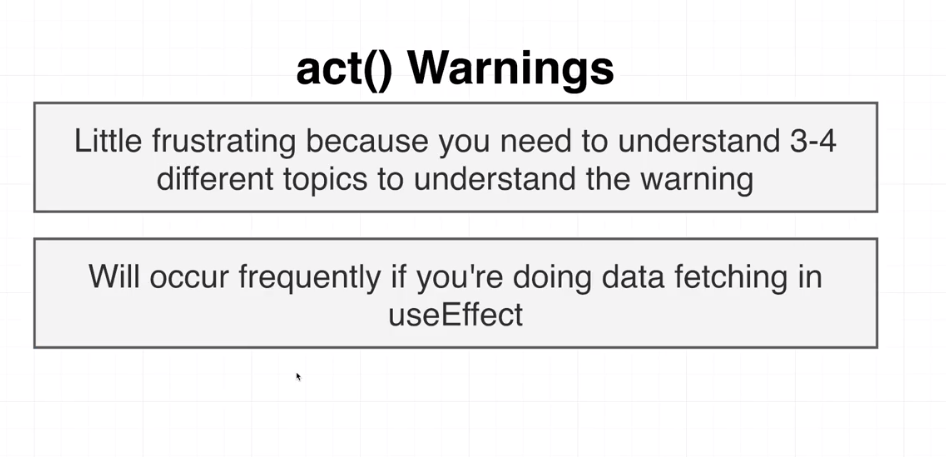 act() Warnings
Little frustrating because you need to understand 3-4
different topics to understand the warning
Will occur frequently if you're doing data fetching in
useEffect